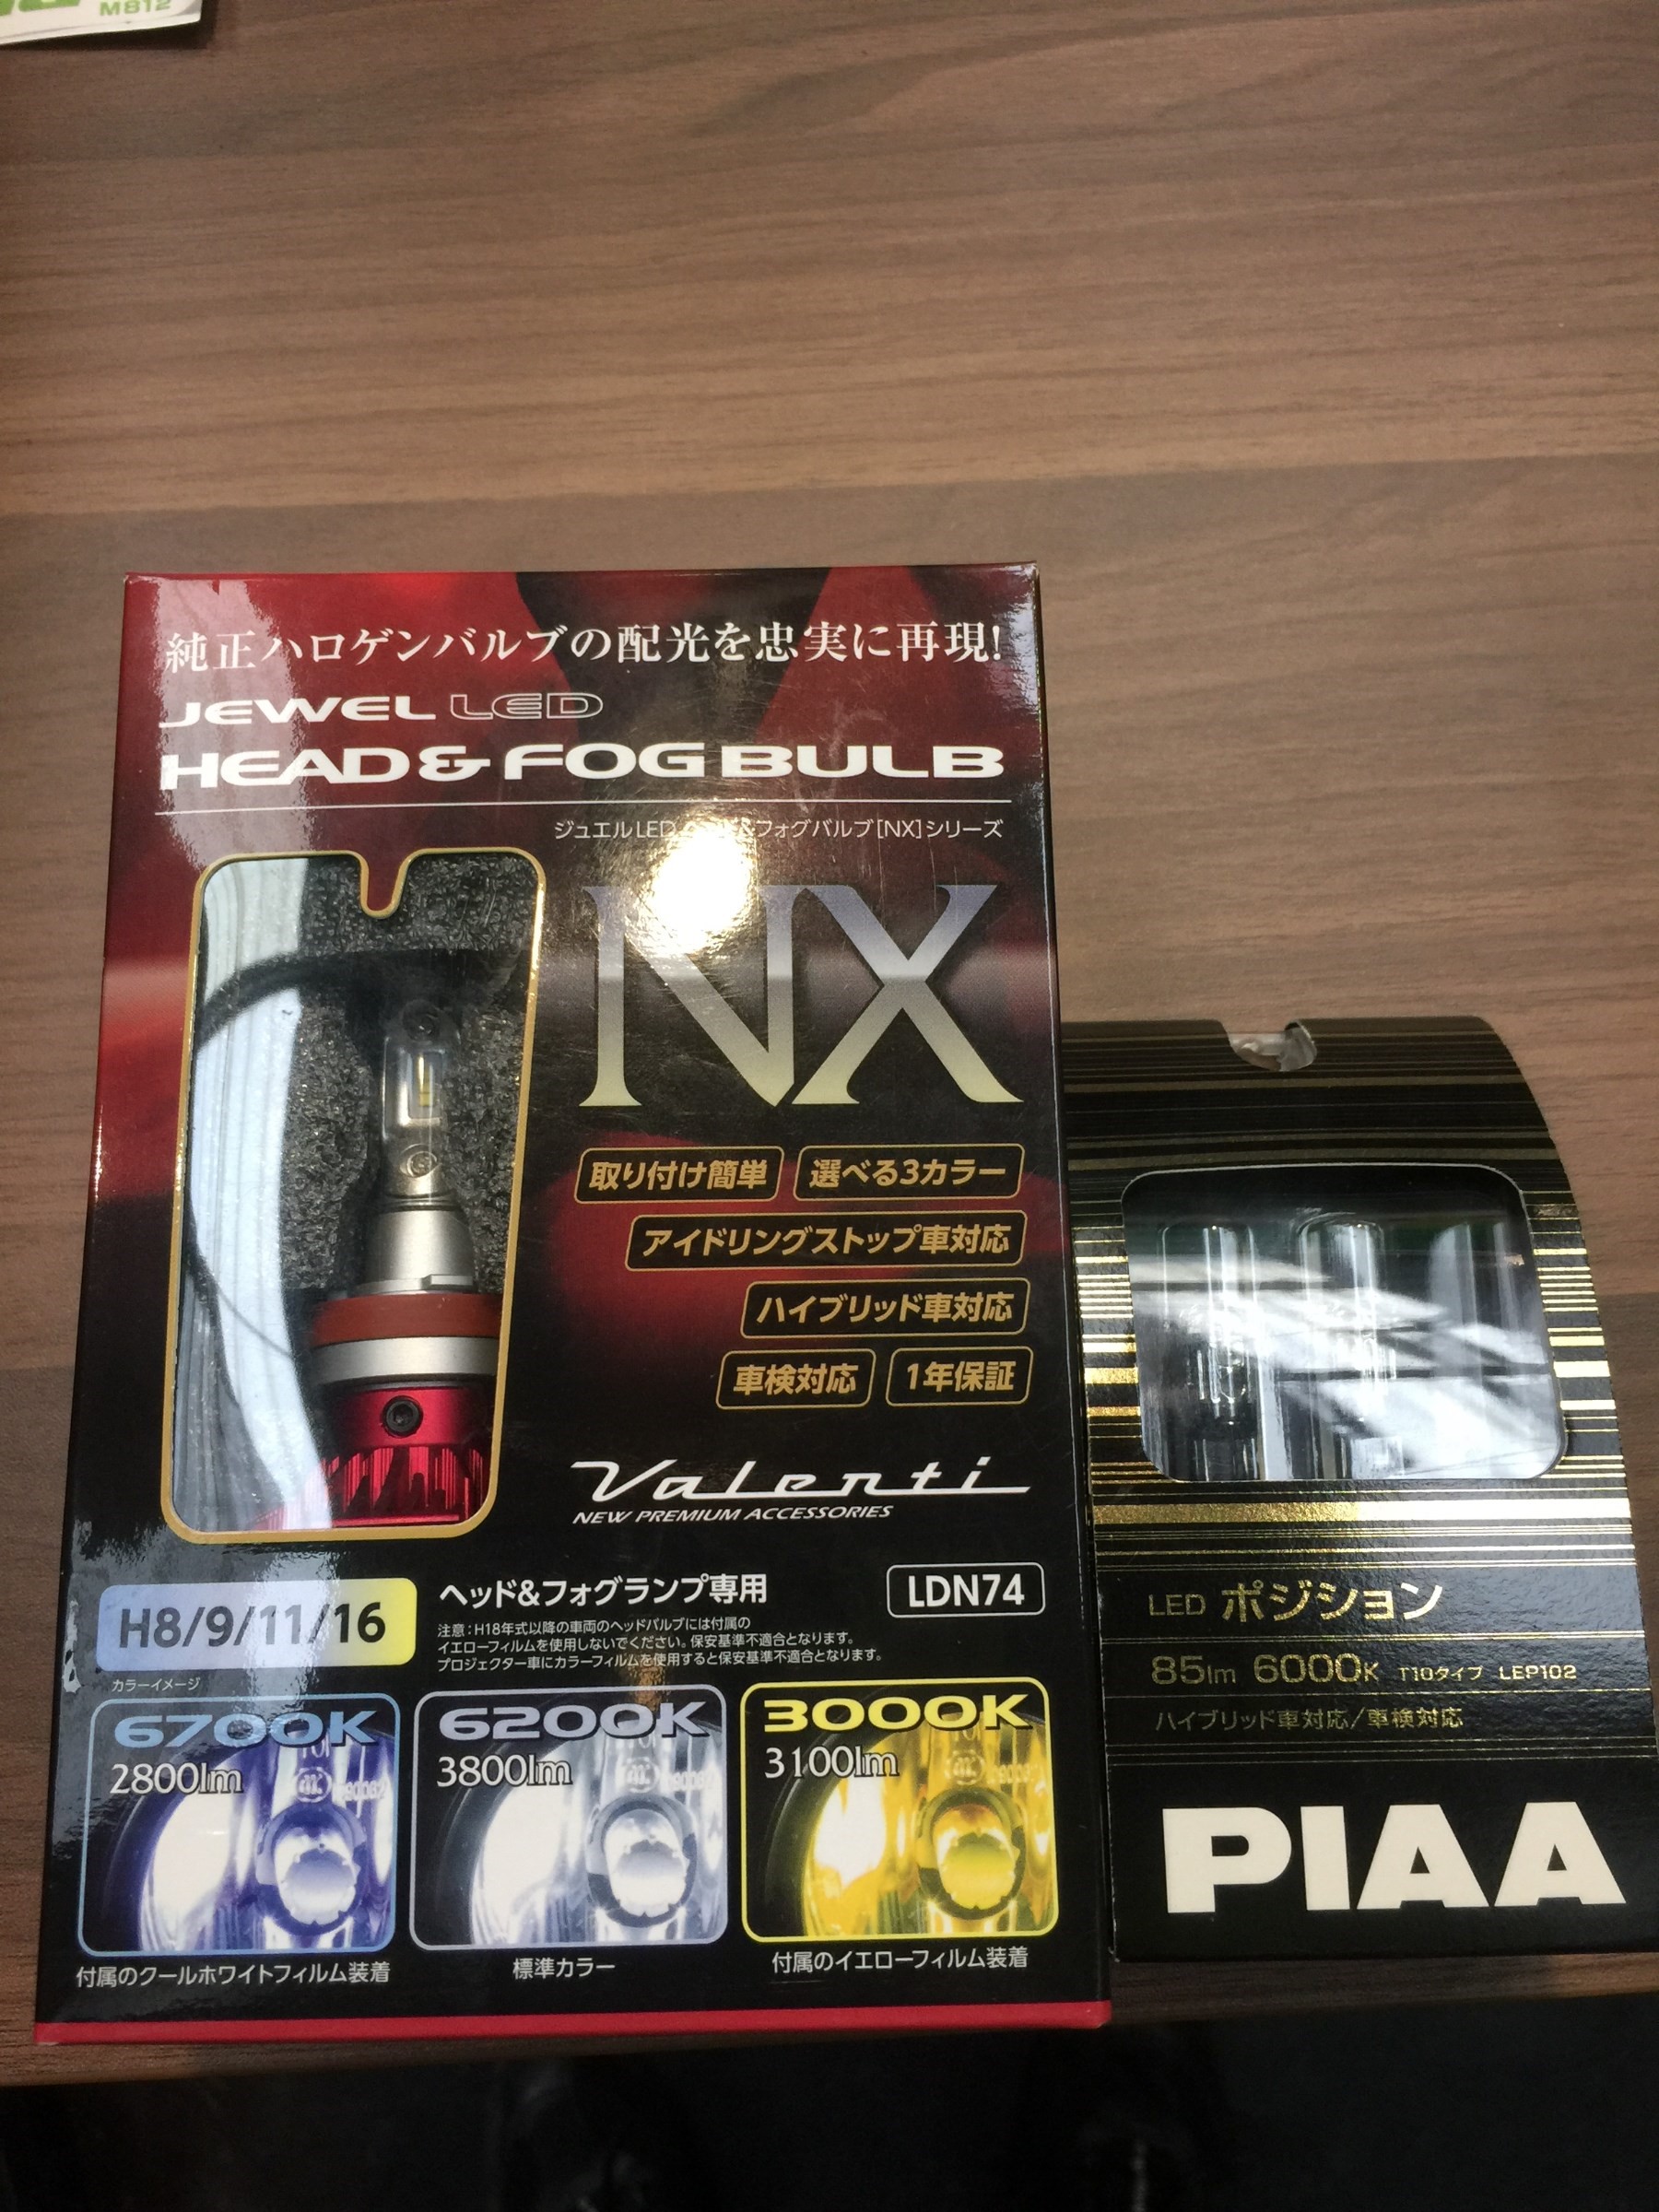 M812
純正ハロゲンバルブの配光を忠実に再現!
JEWEL LED
HEAD & FOG BULB
ジュエルLED &フォグバルブ[NX]シリーズ
NX
取り付け簡単 選べる3カラー
アイドリングストップ車対応
ハイブリッド車対応
車検対応 1年保証
Valenti
NEW PREMIUM ACCESSORIES
H8/9/11/16
ヘッド&フォグランプ専用
LDN74
注意:H18年式以降の車両のヘッドバルブには付属の
イエローフィルムを使用しないでください。保安基準不適合となります。
プロジェクター車にカラーフィルムを使用すると保安基準不適合となります。
カラーイメージ
6700K
2800lm
付属のクールホワイトフィルム装着
6200K
3800lm
標準カラー
3000K
3100lm
付属のイエローフィルム装着
LED ポジション
85lm 6000K T10タイプ LEP102
ハイブリッド車対応/車検対応
PIAA